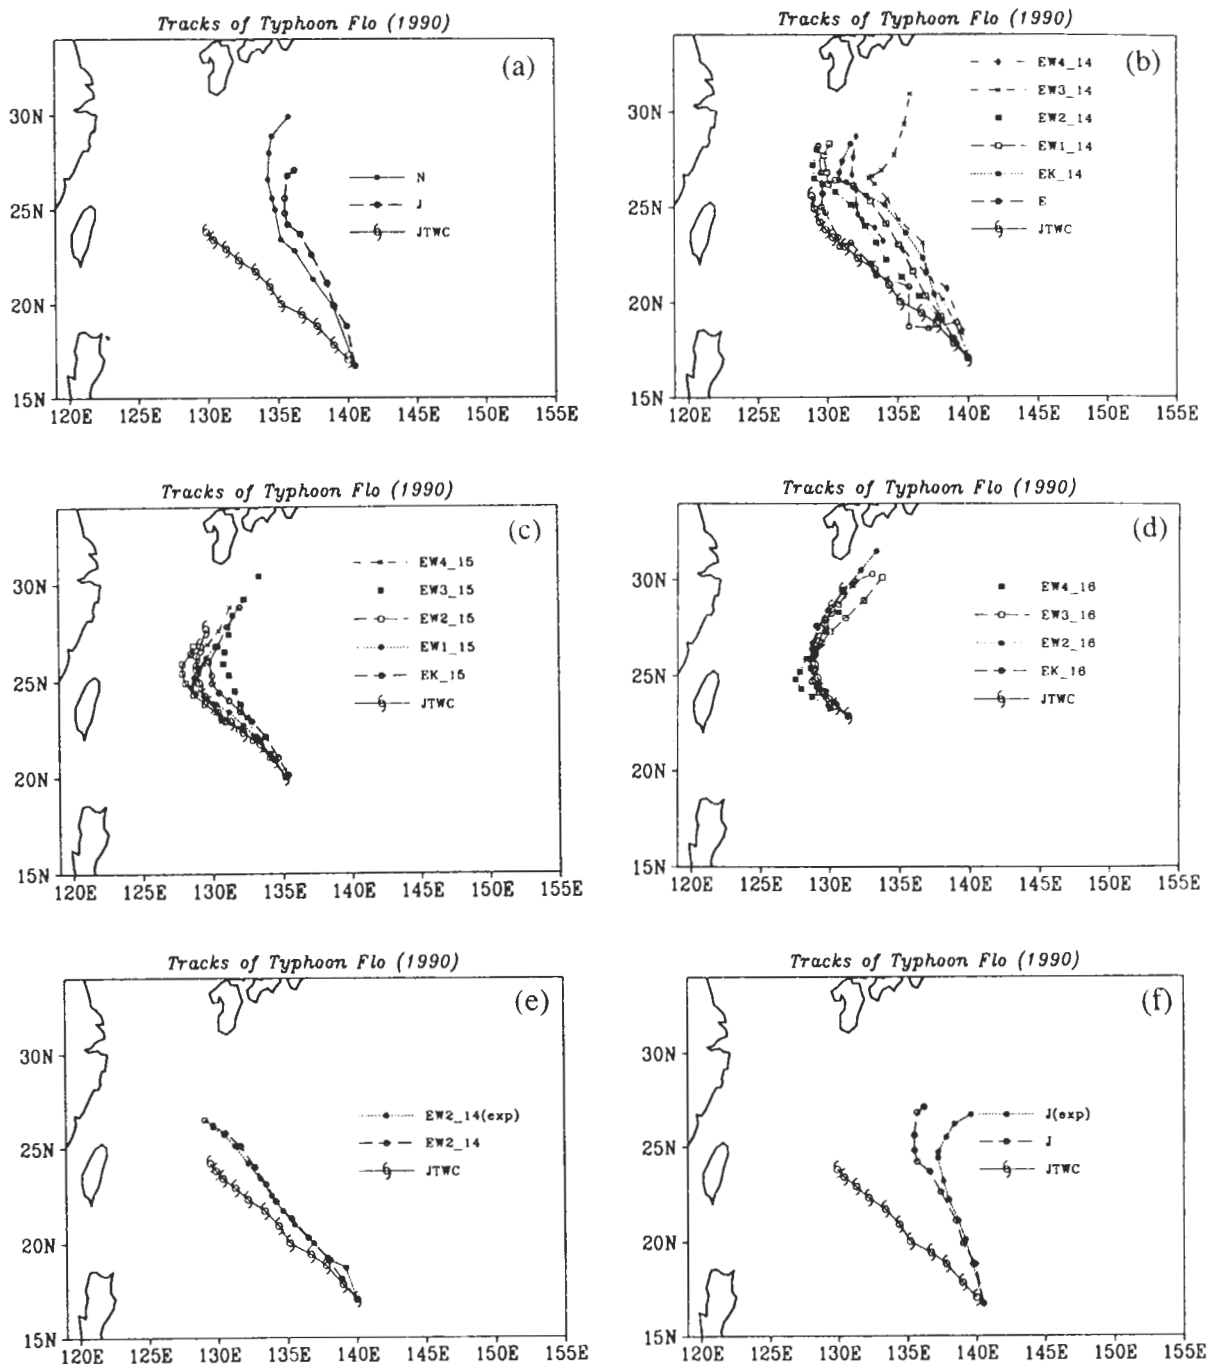 Tracks of Typhoon Flo (1990)
(a)
30N
25N
20N
15N
N
J
JTWC
120E 125E 130E 135E 140E 145E 150E 155E
Tracks of Typhoon Flo (1990)
(b)
30N
25N
20N
15N
EW4_14
EW3_14
EW2_14
EW1_14
EK_14
E
JTWC
120E 125E 130E 135E 140E 145E 150E 155E
Tracks of Typhoon Flo (1990)
(c)
30N
25N
20N
15N
EW4_15
EW3_15
EW2_15
EW1_15
EK_15
JTWC
120E 125E 130E 135E 140E 145E 150E 155E
Tracks of Typhoon Flo (1990)
(d)
30N
25N
20N
15N
EW4_16
EW3_16
EW2_16
EK_16
JTWC
120E 125E 130E 135E 140E 145E 150E 155E
Tracks of Typhoon Flo (1990)
(e)
30N
25N
20N
15N
EW2_14(exp)
EW2_14
JTWC
120E 125E 130E 135E 140E 145E 150E 155E
Tracks of Typhoon Flo (1990)
(f)
30N
25N
20N
15N
J(exp)
J
JTWC
120E 125E 130E 135E 140E 145E 150E 155E